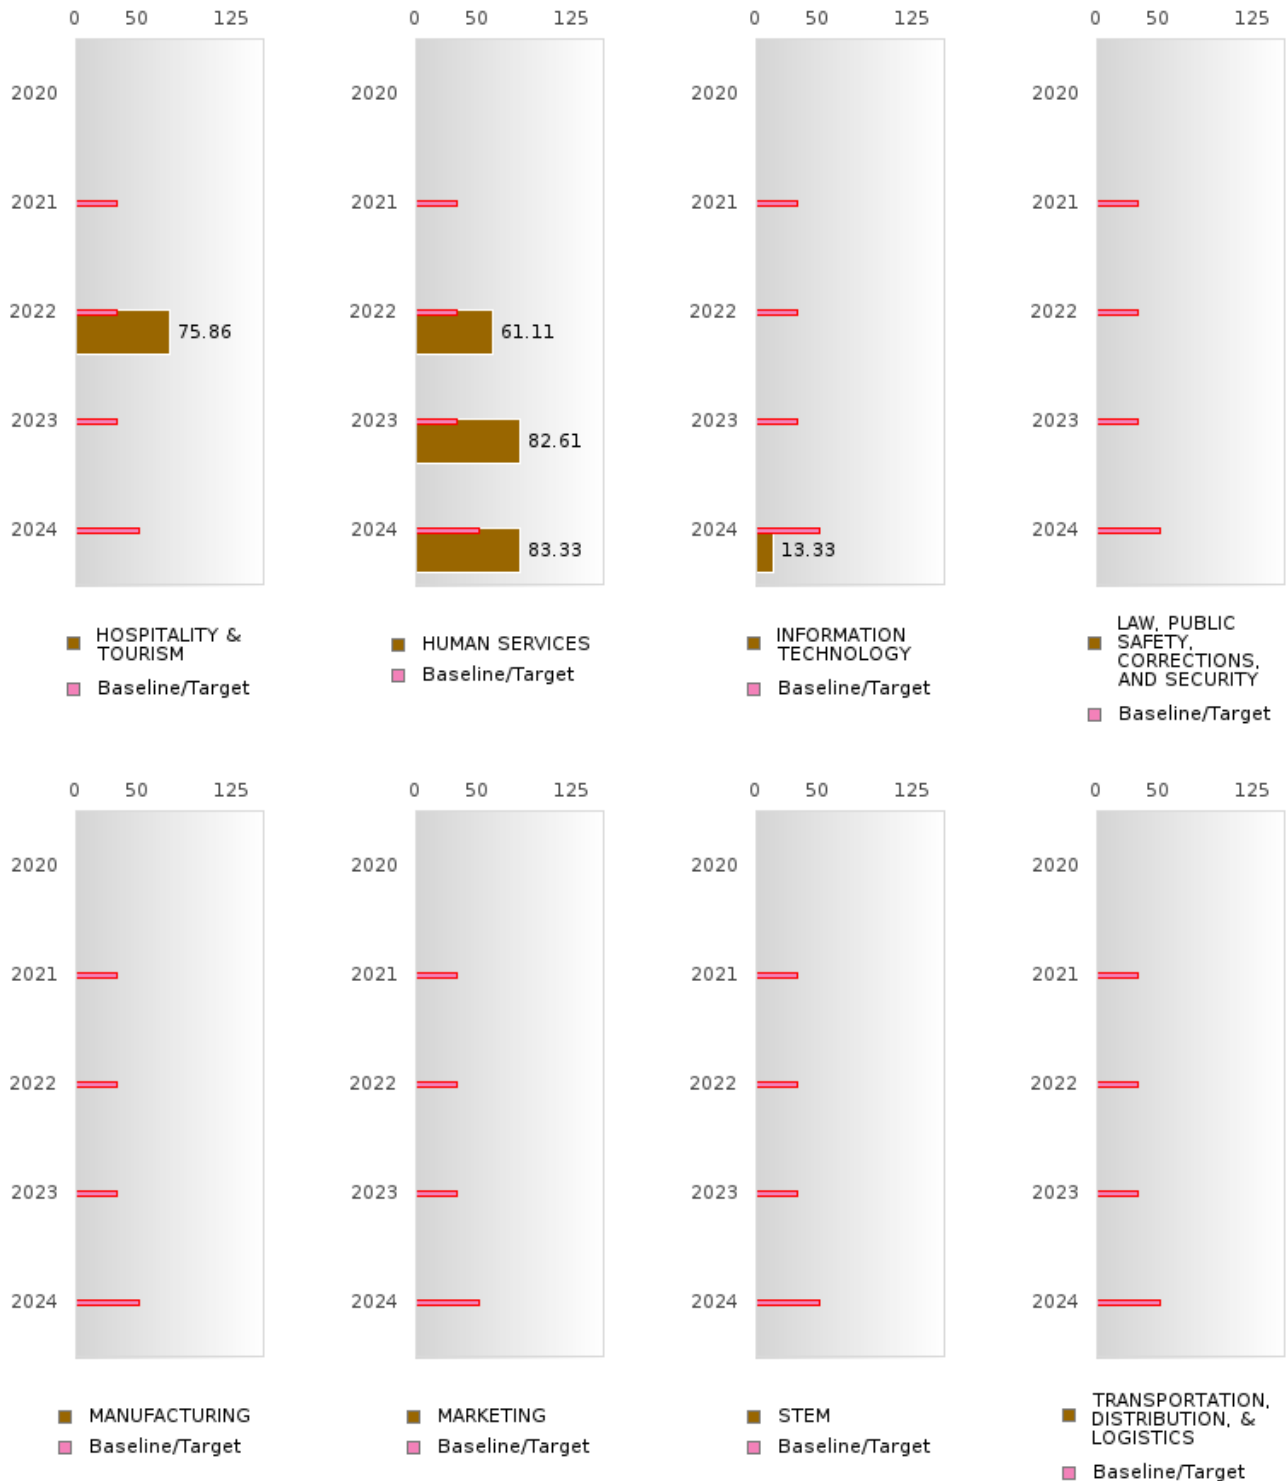 0 50 125
0 50 125
0 50 125
0 50 125
2020
2020
2020
2020
2021
2021
2021
2021
2022
75.86
2022
61.11
2022
2022
2023
2023
82.61
2023
2023
2024
2024
83.33
2024
13.33
2024
HOSPITALITY &
TOURISM
Baseline/Target
HUMAN SERVICES
Baseline/Target
INFORMATION
TECHNOLOGY
Baseline/Target
LAW, PUBLIC
SAFETY,
CORRECTIONS,
AND SECURITY
Baseline/Target
0 50 125
0 50 125
0 50 125
0 50 125
2020
2020
2020
2020
2021
2021
2021
2021
2022
2022
2022
2022
2023
2023
2023
2023
2024
2024
2024
2024
MANUFACTURING
Baseline/Target
MARKETING
Baseline/Target
STEM
Baseline/Target
TRANSPORTATION,
DISTRIBUTION, &
LOGISTICS
Baseline/Target